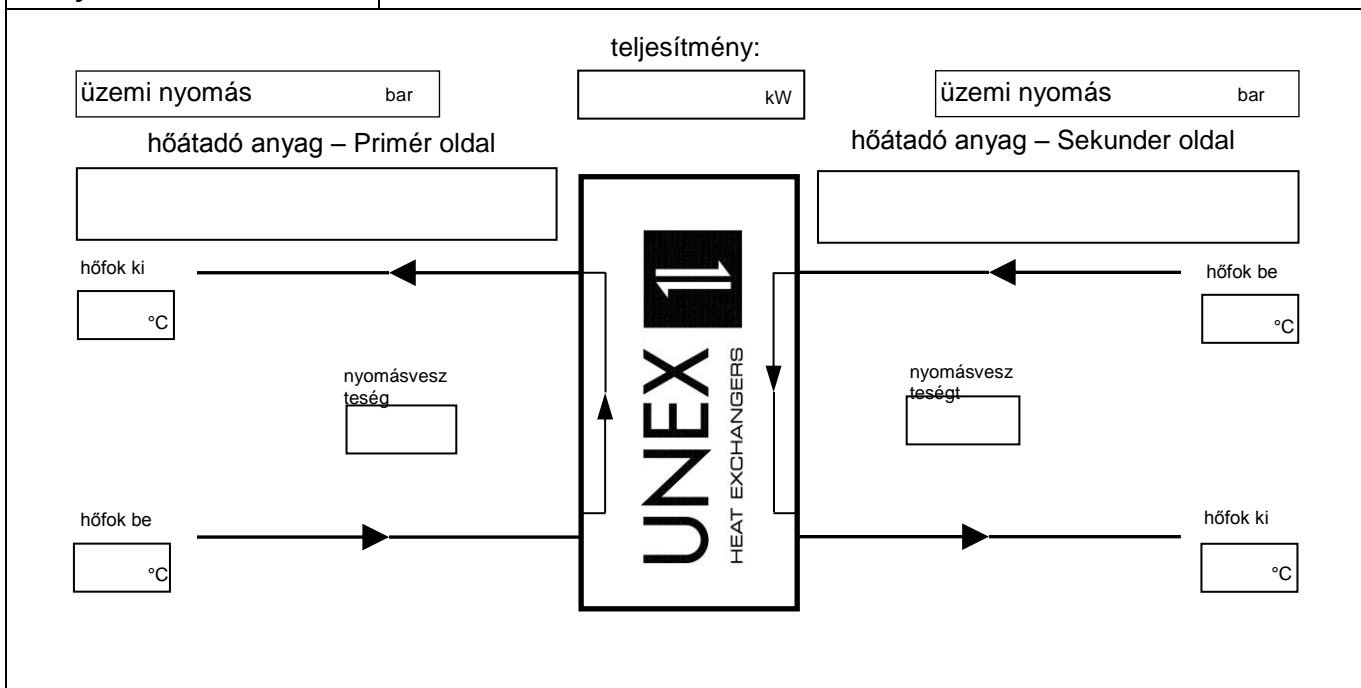 teljesítmény:
üzemi nyomás bar
kW
üzemi nyomás bar
hőátadó anyag – Primér oldal
hőátadó anyag – Sekunder oldal
hőfok ki
°C
hőfok be
°C
nyomásvesz
teség
nyomásvesz
teségt
UNEX
HEAT EXCHANGERS
hőfok be
°C
hőfok ki
°C